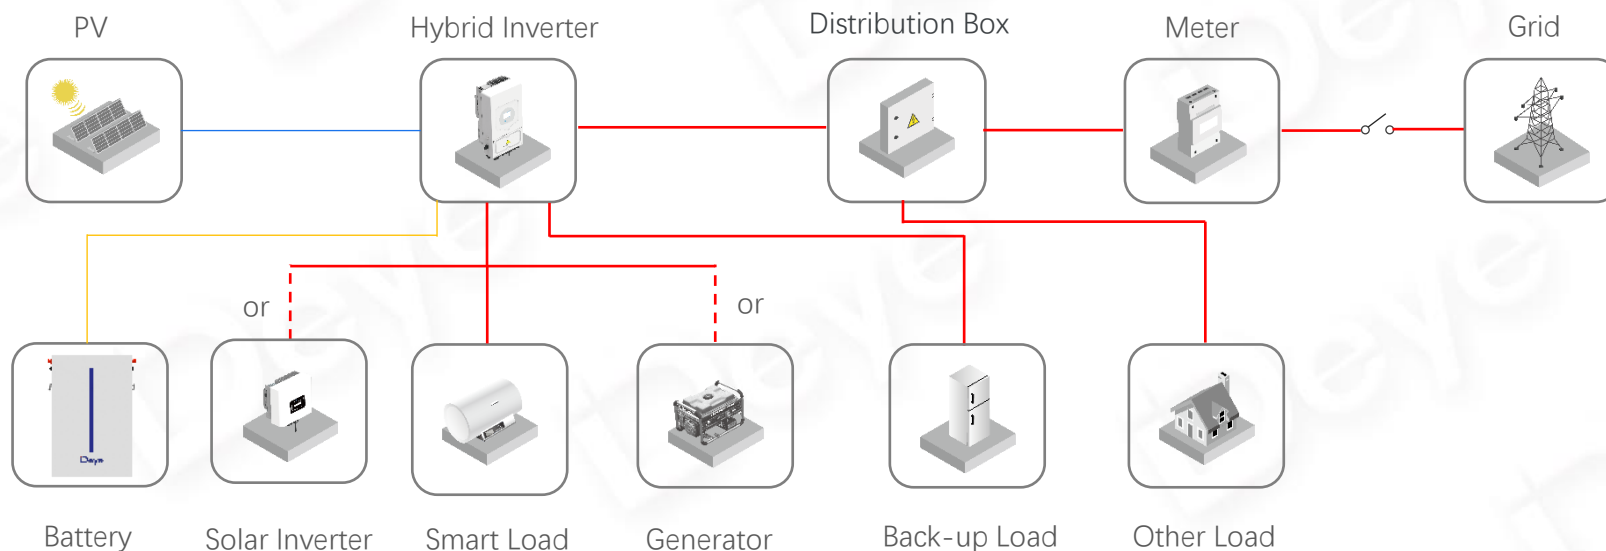 PV
Hybrid Inverter
Distribution Box
Meter
Grid
or
or
Deye
Battery
Solar Inverter
Smart Load
Generator
Back-up Load
Other Load